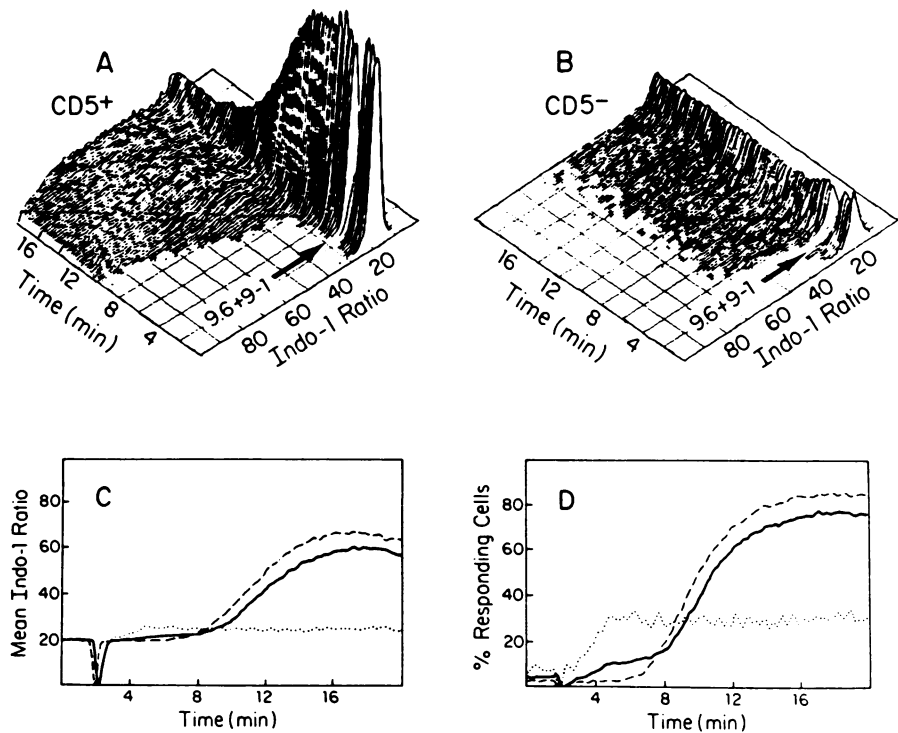 A
CD5+
16
12
8
4
Time (min)
9.6+9-1
80
60
40
20
Indo-1 Ratio
B
CD5-
16
12
8
4
Time (min)
9.6+9-1
80
60
40
20
Indo-1 Ratio
C
Mean Indo-1 Ratio
80
60
40
20
4
8
12
16
Time (min)
D
% Responding Cells
80
60
40
20
4
8
12
16
Time (min)